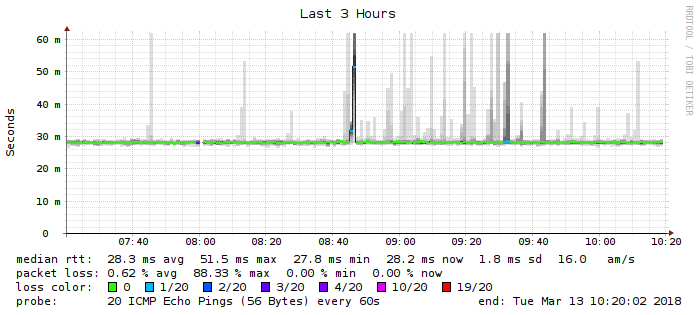 Last 3 Hours
RRDTOOL / TOBI OETIKER
Seconds
60 m
50 m
40 m
30 m
20 m
10 m
0
07:40 08:00 08:20 08:40 09:00 09:20 09:40 10:00 10:20
median rtt: 28.3 ms avg 51.5 ms max 27.8 ms min 28.2 ms now 1.8 ms sd 16.0 am/s
packet loss: 0.62 % avg 88.33 % max 0.00 % min 0.00 % now
loss color: 0 1/20 2/20 3/20 4/20 10/20 19/20
probe: 20 ICMP Echo Pings (56 Bytes) every 60s end: Tue Mar 13 10:20:02 2018